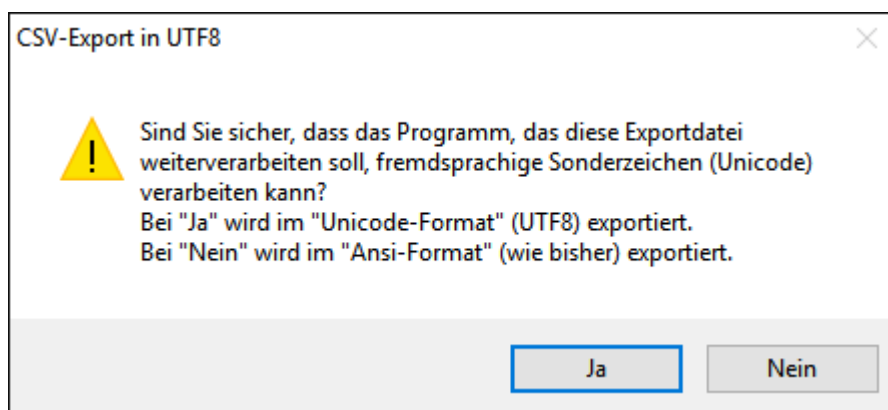 CSV-Export in UTF8
Sind Sie sicher, dass das Programm, das diese Exportdatei
weiterverarbeiten soll, fremdsprachige Sonderzeichen (Unicode)
verarbeiten kann?
Bei "Ja" wird im "Unicode-Format" (UTF8) exportiert.
Bei "Nein" wird im "Ansi-Format" (wie bisher) exportiert.
Ja
Nein